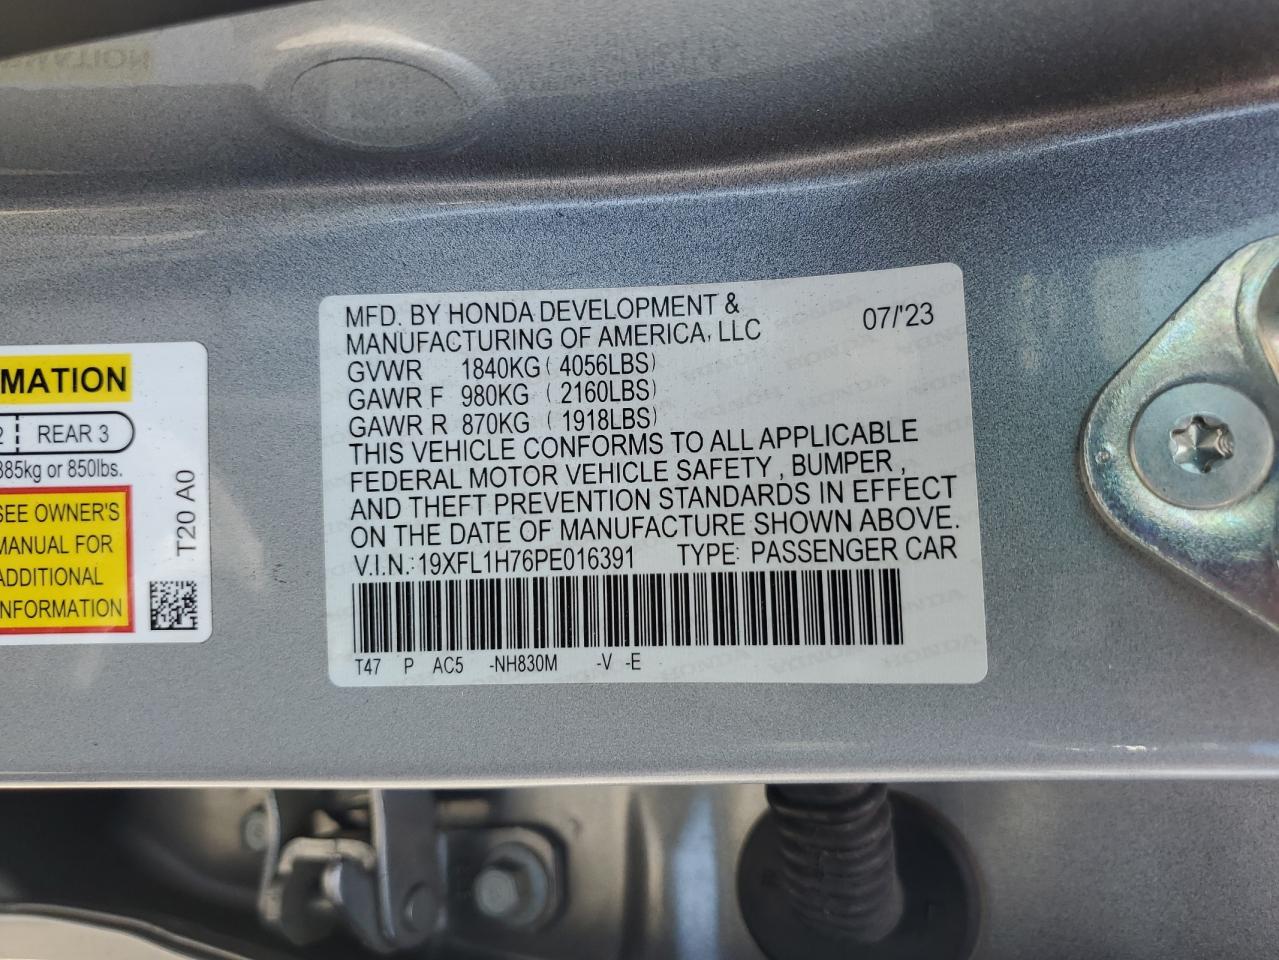 MATION
2 REAR 3
385kg or 850lbs.
SEE OWNER'S
MANUAL FOR
ADDITIONAL
INFORMATION
T20 A0
MFD. BY HONDA DEVELOPMENT &
MANUFACTURING OF AMERICA, LLC 07/'23
GVWR 1840KG ( 4056LBS)
GAWR F 980KG ( 2160LBS)
GAWR R 870KG ( 1918LBS)
THIS VEHICLE CONFORMS TO ALL APPLICABLE
FEDERAL MOTOR VEHICLE SAFETY , BUMPER ,
AND THEFT PREVENTION STANDARDS IN EFFECT
ON THE DATE OF MANUFACTURE SHOWN ABOVE.
V.I.N.: 19XFL1H76PE016391 TYPE: PASSENGER CAR
T47 P AC5 -NH830M -V -E